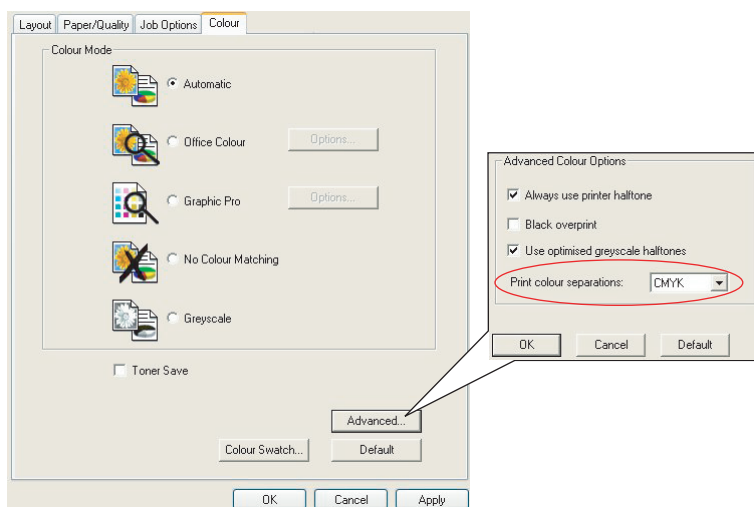 Layout Paper/Quality Job Options Colour
Colour Mode
Automatic
Office Colour Options...
Graphic Pro Options...
No Colour Matching
Greyscale
Toner Save
Advanced...
Colour Swatch... Default
OK Cancel Apply
Advanced Colour Options
Always use printer halftone
Black overprint
Use optimised greyscale halftones
Print colour separations: CMYK
OK Cancel Default